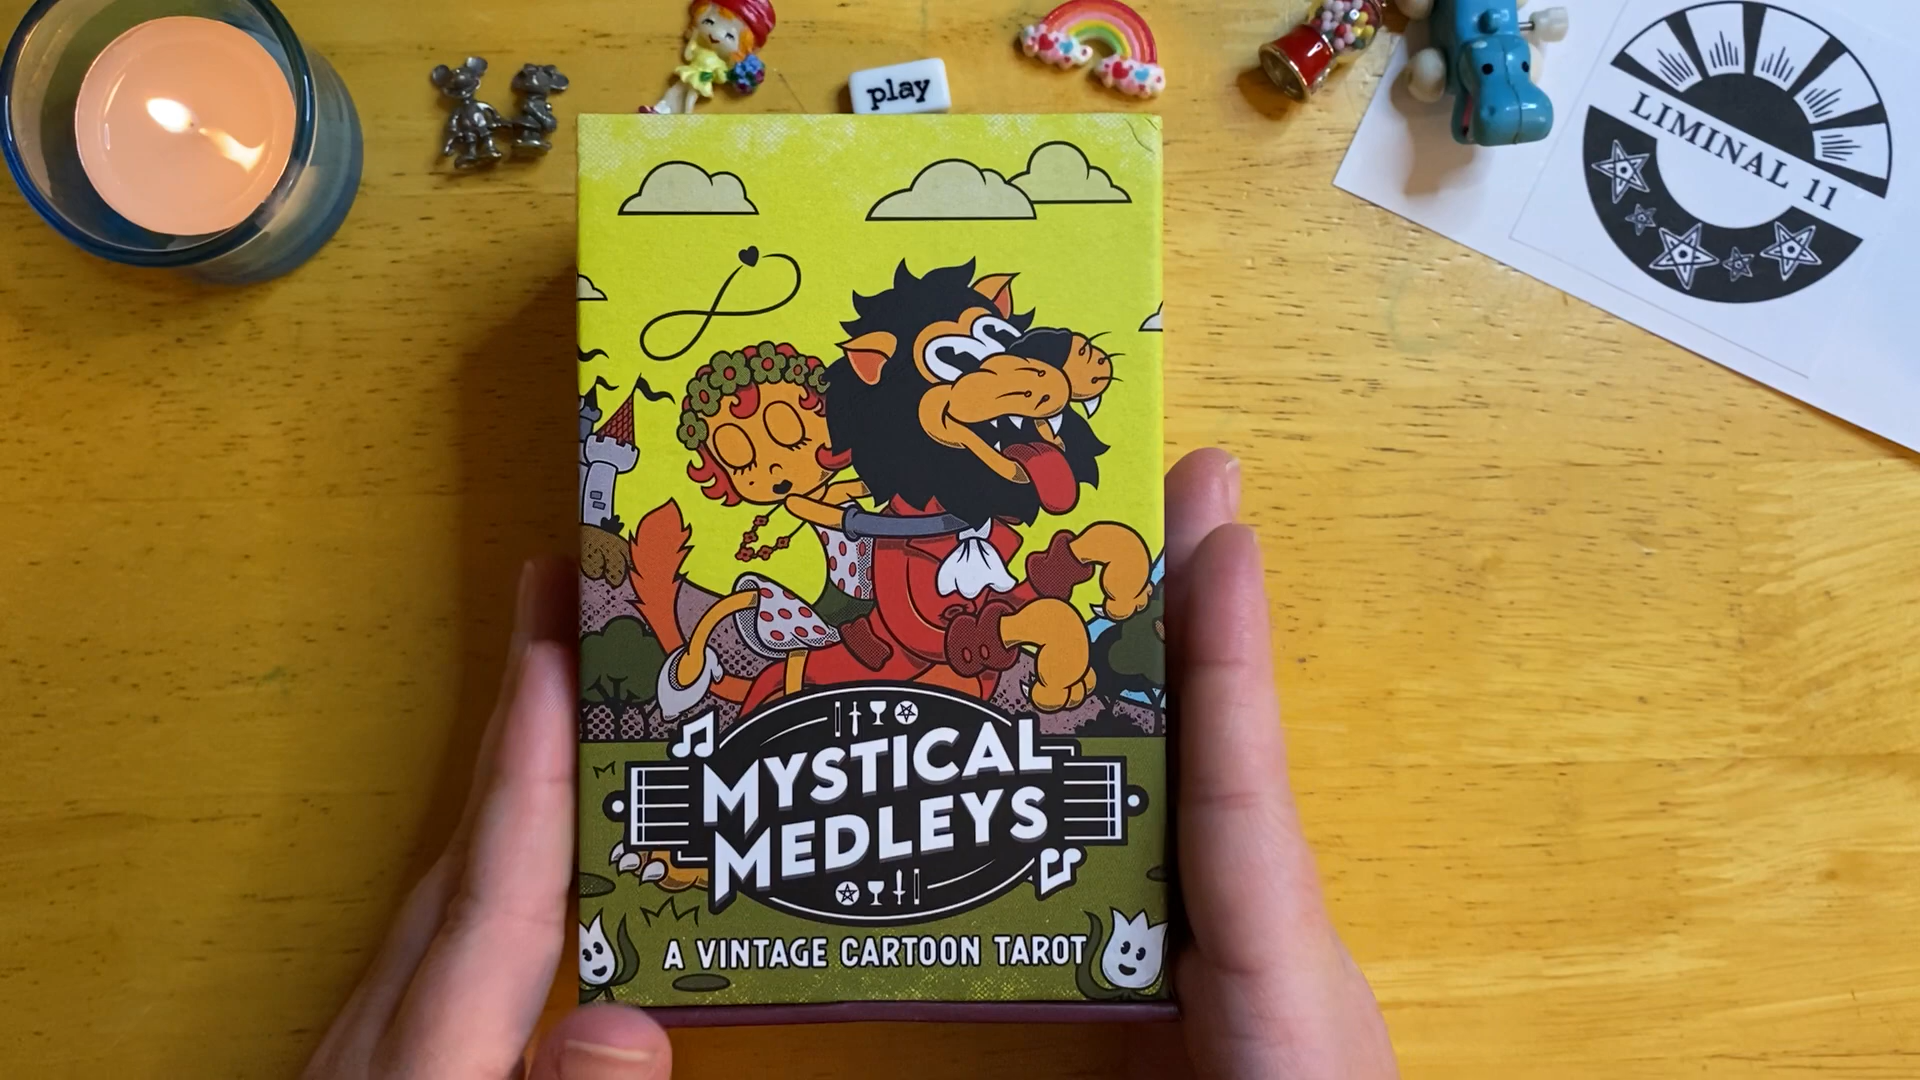 play
LIMINAL 11
MYSTICAL
MEDLEYS
A VINTAGE CARTOON TAROT